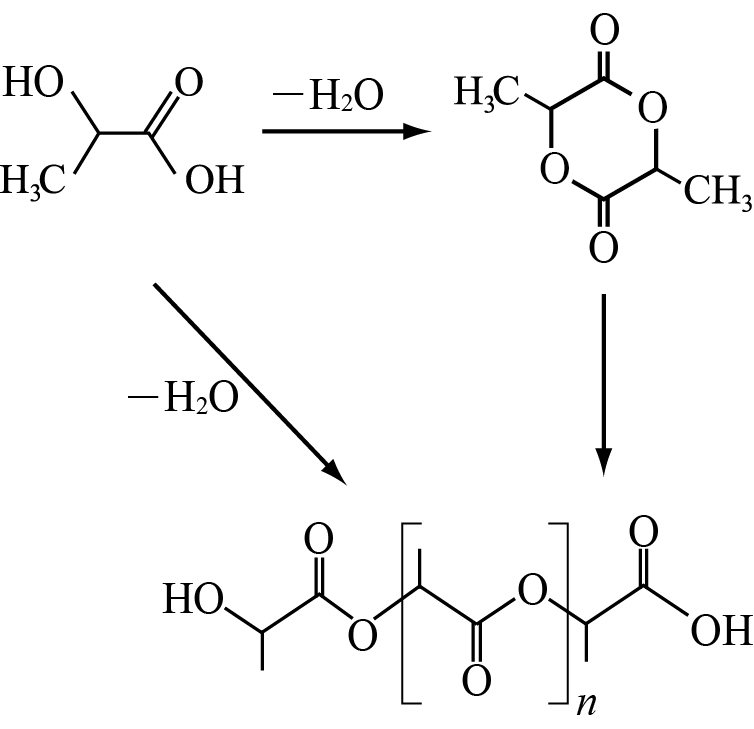 O
HO O −H₂O H₃C O
H₃C OH O CH₃
O
−H₂O
O O
HO O OH
O O
n